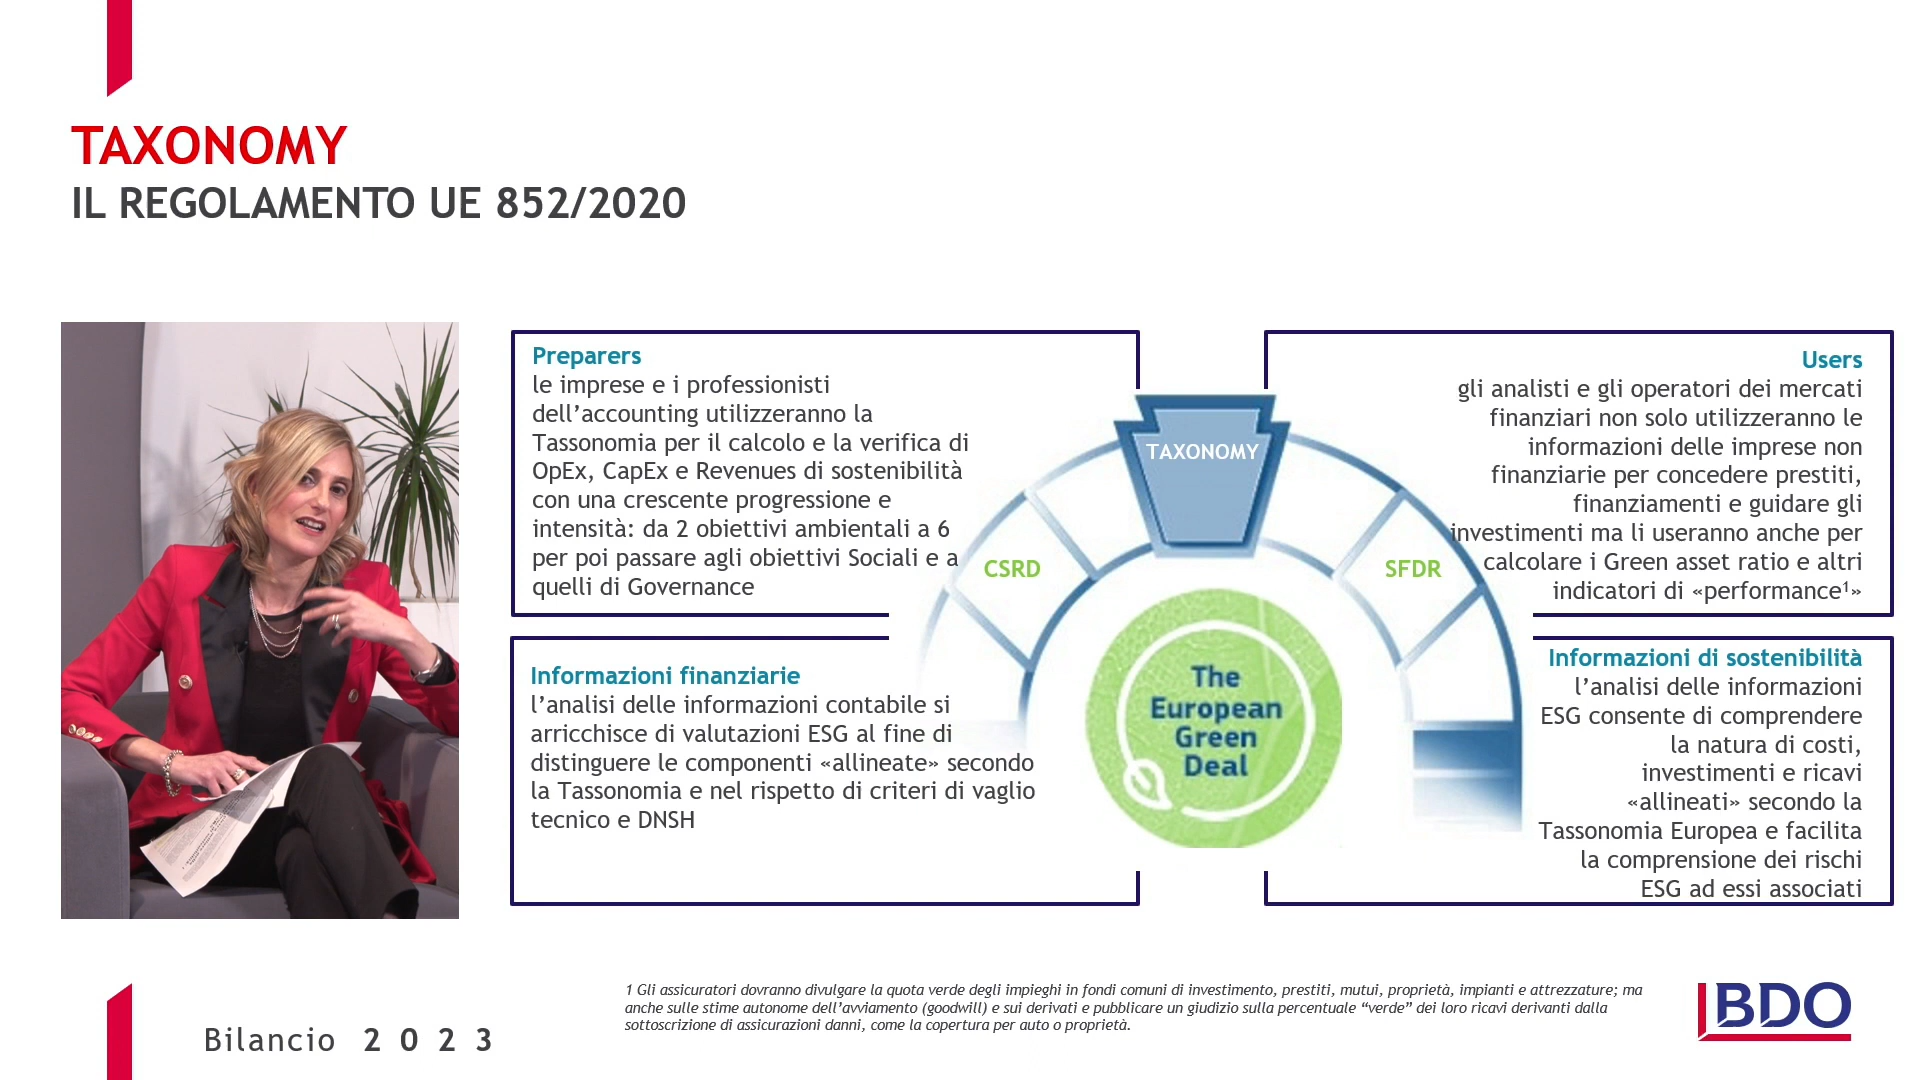 TAXONOMY
IL REGOLAMENTO UE 852/2020
Preparers
le imprese e i professionisti
dell’accounting utilizzeranno la
Tassonomia per il calcolo e la verifica di
OpEx, CapEx e Revenues di sostenibilità
con una crescente progressione e
intensità: da 2 obiettivi ambientali a 6
per poi passare agli obiettivi Sociali e a
quelli di Governance
Users
gli analisti e gli operatori dei mercati
finanziari non solo utilizzeranno le
informazioni delle imprese non
finanziarie per concedere prestiti,
finanziamenti e guidare gli
investimenti ma li useranno anche per
calcolare i Green asset ratio e altri
indicatori di «performance¹»
TAXONOMY
CSRD
SFDR
The
European
Green
Deal
Informazioni finanziarie
l’analisi delle informazioni contabile si
arricchisce di valutazioni ESG al fine di
distinguere le componenti «allineate» secondo
la Tassonomia e nel rispetto di criteri di vaglio
tecnico e DNSH
Informazioni di sostenibilità
l’analisi delle informazioni
ESG consente di comprendere
la natura di costi,
investimenti e ricavi
«allineati» secondo la
Tassonomia Europea e facilita
la comprensione dei rischi
ESG ad essi associati
1 Gli assicuratori dovranno divulgare la quota verde degli impieghi in fondi comuni di investimento, prestiti, mutui, proprietà, impianti e attrezzature; ma
anche sulle stime autonome dell’avviamento (goodwill) e sui derivati e pubblicare un giudizio sulla percentuale “verde” dei loro ricavi derivanti dalla
sottoscrizione di assicurazioni danni, come la copertura per auto o proprietà.
Bilancio 2023
BDO